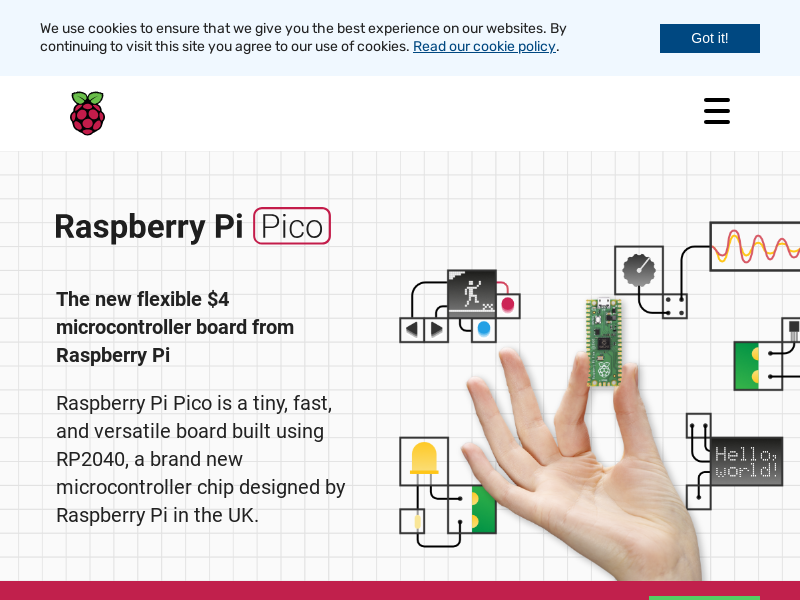 We use cookies to ensure that we give you the best experience on our websites. By
continuing to visit this site you agree to our use of cookies. Read our cookie policy.
Got it!
Raspberry Pi Pico
The new flexible $4
microcontroller board from
Raspberry Pi
Raspberry Pi Pico is a tiny, fast,
and versatile board built using
RP2040, a brand new
microcontroller chip designed by
Raspberry Pi in the UK.
Hello,
world!